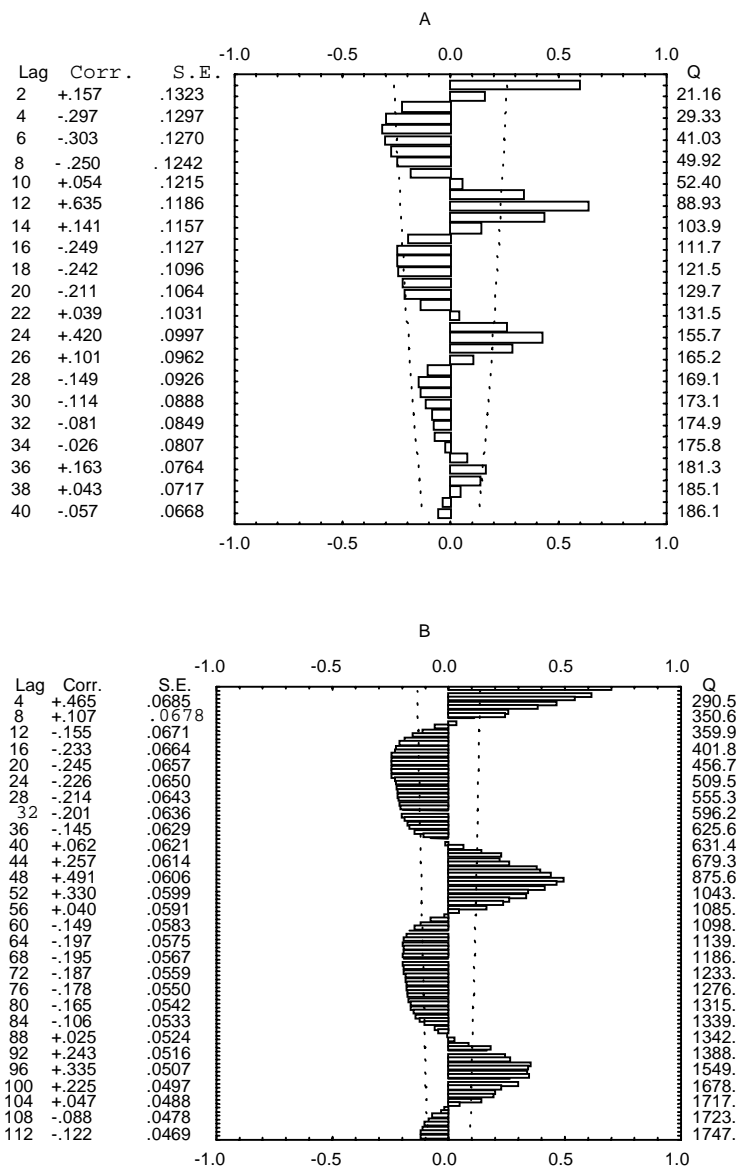 A
-1.0 -0.5 0.0 0.5 1.0
Lag Corr. S.E. Q
2 +.157 .1323 21.16
4 -.297 .1297 29.33
6 -.303 .1270 41.03
8 -.250 .1242 49.92
10 +.054 .1215 52.40
12 +.635 .1186 88.93
14 +.141 .1157 103.9
16 -.249 .1127 111.7
18 -.242 .1096 121.5
20 -.211 .1064 129.7
22 +.039 .1031 131.5
24 +.420 .0997 155.7
26 +.101 .0962 165.2
28 -.149 .0926 169.1
30 -.114 .0888 173.1
32 -.081 .0849 174.9
34 -.026 .0807 175.8
36 +.163 .0764 181.3
38 +.043 .0717 185.1
40 -.057 .0668 186.1
-1.0 -0.5 0.0 0.5 1.0
B
-1.0 -0.5 0.0 0.5 1.0
Lag Corr. S.E. Q
4 +.465 .0685 290.5
8 +.107 .0678 350.6
12 -.155 .0671 359.9
16 -.233 .0664 401.8
20 -.245 .0657 456.7
24 -.226 .0650 509.5
28 -.214 .0643 555.3
32 -.201 .0636 596.2
36 -.145 .0629 625.6
40 +.062 .0621 631.4
44 +.257 .0614 679.3
48 +.491 .0606 875.6
52 +.330 .0599 1043.
56 +.040 .0591 1085.
60 -.149 .0583 1098.
64 -.197 .0575 1139.
68 -.195 .0567 1186.
72 -.187 .0559 1233.
76 -.178 .0550 1276.
80 -.165 .0542 1315.
84 -.106 .0533 1339.
88 +.025 .0524 1342.
92 +.243 .0516 1388.
96 +.335 .0507 1549.
100 +.225 .0497 1678.
104 +.047 .0488 1717.
108 -.088 .0478 1723.
112 -.122 .0469 1747.
-1.0 -0.5 0.0 0.5 1.0